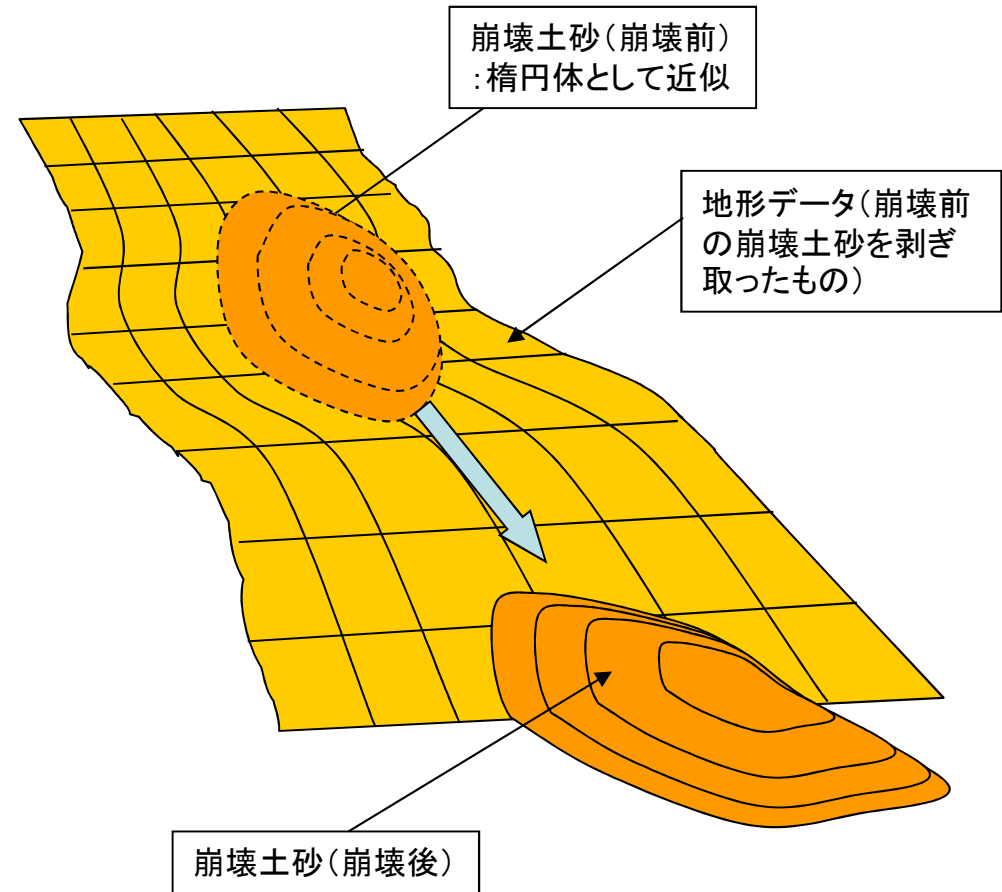 崩壊土砂（崩壊前）
：楕円体として近似
地形データ（崩壊前
の崩壊土砂を剥ぎ
取ったもの）
崩壊土砂（崩壊後）